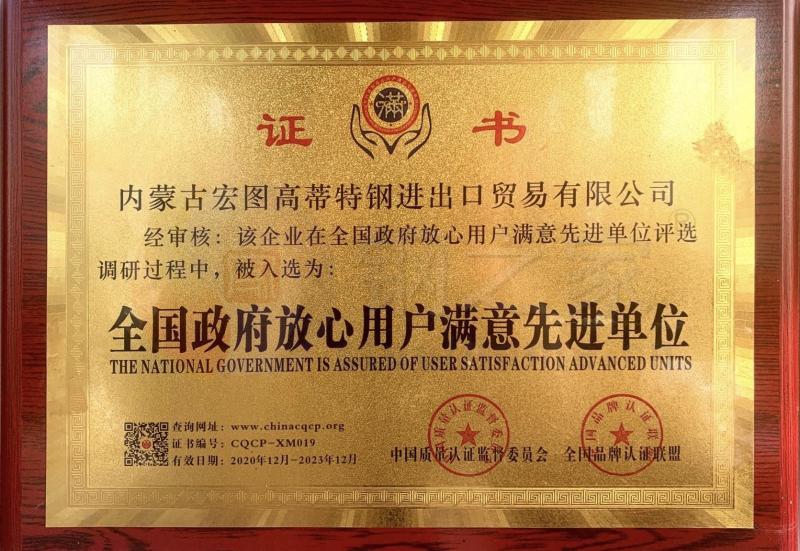 证 满 书
内蒙古宏图高蒂特钢进出口贸易有限公司
经审核：该企业在全国政府放心用户满意先进单位评选
调研过程中，被入选为：
全国政府放心用户满意先进单位
THE NATIONAL GOVERNMENT IS ASSURED OF USER SATISFACTION ADVANCED UNITS
查询网址：www.chinacqcp.org
证书编号：CQCP-XM019
有效日期：2020年12月-2023年12月
中国质量认证监督委员会 全国品牌认证联盟